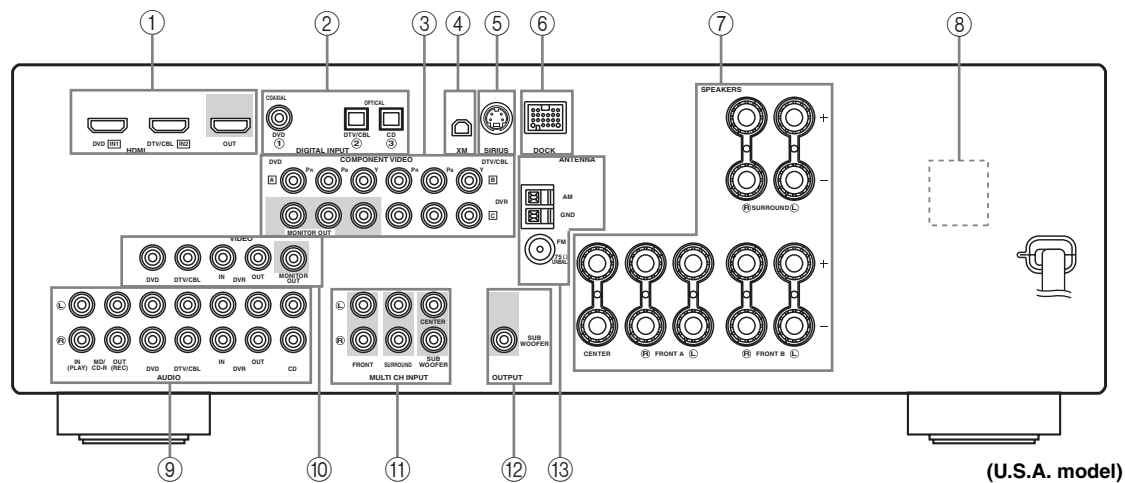 ① ② ③ ④ ⑤ ⑥ ⑦ ⑧
SPEAKERS
COAXIAL OPTICAL
DVD IN1 DTV/CBL IN2 OUT
HDMI
DVD DTV/CBL CD
① ② ③
DIGITAL INPUT
XM SIRIUS DOCK
COMPONENT VIDEO
DVD DTV/CBL
A PR PB Y PR PB Y B
DVR
C
MONITOR OUT
ANTENNA
AM
GND
FM
75Ω
UNBAL.
+
–
Ⓡ SURROUND Ⓛ
VIDEO
DVD DTV/CBL IN DVR OUT MONITOR OUT
Ⓛ
Ⓡ
IN (PLAY) MD/CD-R OUT (REC) DVD DTV/CBL IN DVR OUT CD
AUDIO
Ⓛ
CENTER
Ⓡ
FRONT SURROUND SUB WOOFER
MULTI CH INPUT
SUB WOOFER
OUTPUT
+
–
CENTER Ⓡ FRONT A Ⓛ Ⓡ FRONT B Ⓛ
⑨ ⑩ ⑪ ⑫ ⑬
(U.S.A. model)